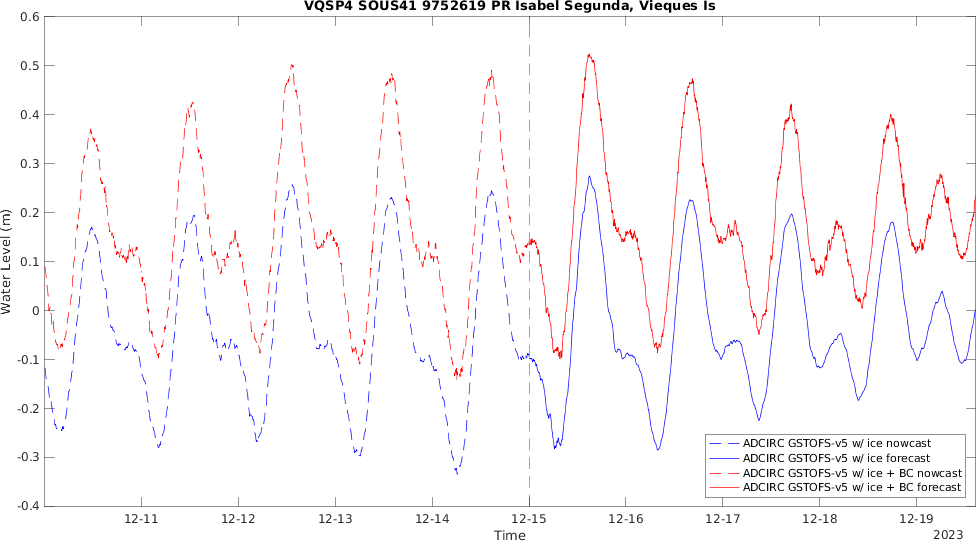 VQSP4 SOUS41 9752619 PR Isabel Segunda, Vieques Is
0.6
0.5
0.4
0.3
0.2
0.1
0
-0.1
-0.2
-0.3
-0.4
Water Level (m)
ADCIRC GSTOFS-v5 w/ ice nowcast
ADCIRC GSTOFS-v5 w/ ice forecast
ADCIRC GSTOFS-v5 w/ ice + BC nowcast
ADCIRC GSTOFS-v5 w/ ice + BC forecast
12-11 12-12 12-13 12-14 12-15 12-16 12-17 12-18 12-19
Time
2023